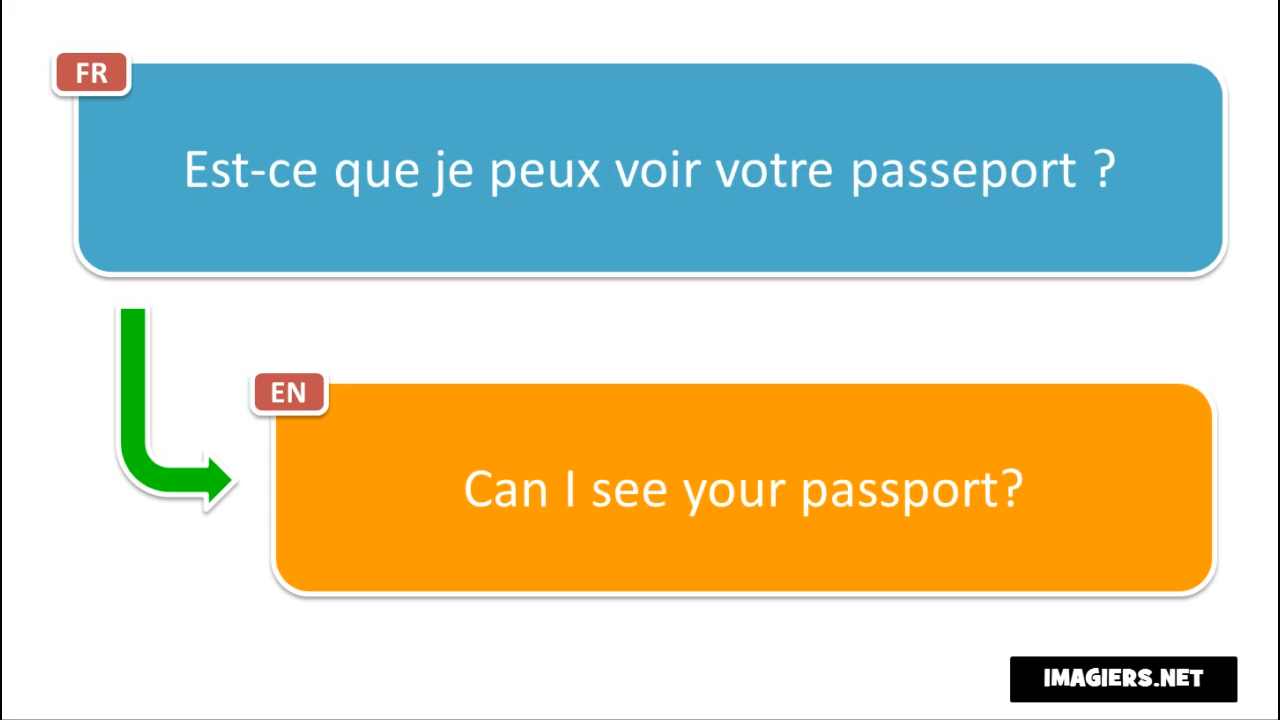 FR
Est-ce que je peux voir votre passeport ?
EN
Can I see your passport?
IMAGIERS.NET